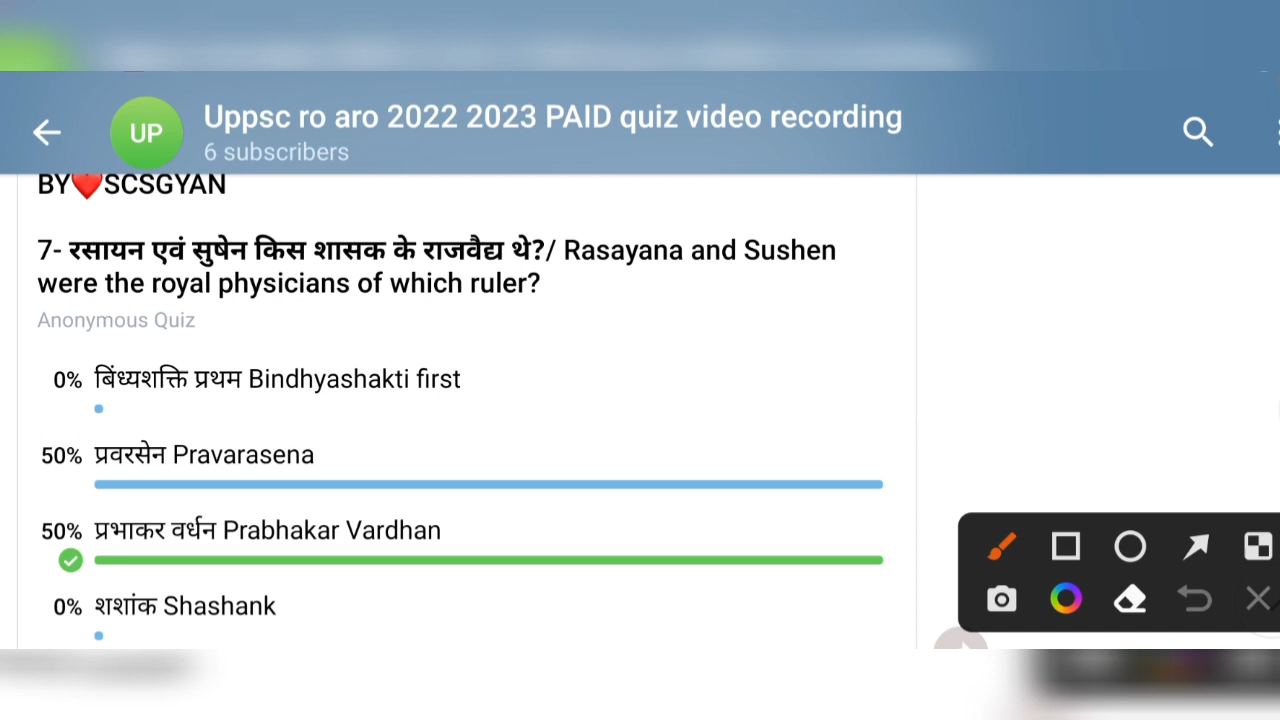 Uppsc ro aro 2022 2023 PAID quiz video recording
UP
6 subscribers
BY❤️SCSGYAN
7- रसायन एवं सुषेन किस शासक के राजवैद्य थे?/ Rasayana and Sushen
were the royal physicians of which ruler?
Anonymous Quiz
0% बिंध्यशक्ति प्रथम Bindhyashakti first
50% प्रवरसेन Pravarasena
50% प्रभाकर वर्धन Prabhakar Vardhan
0% शशांक Shashank